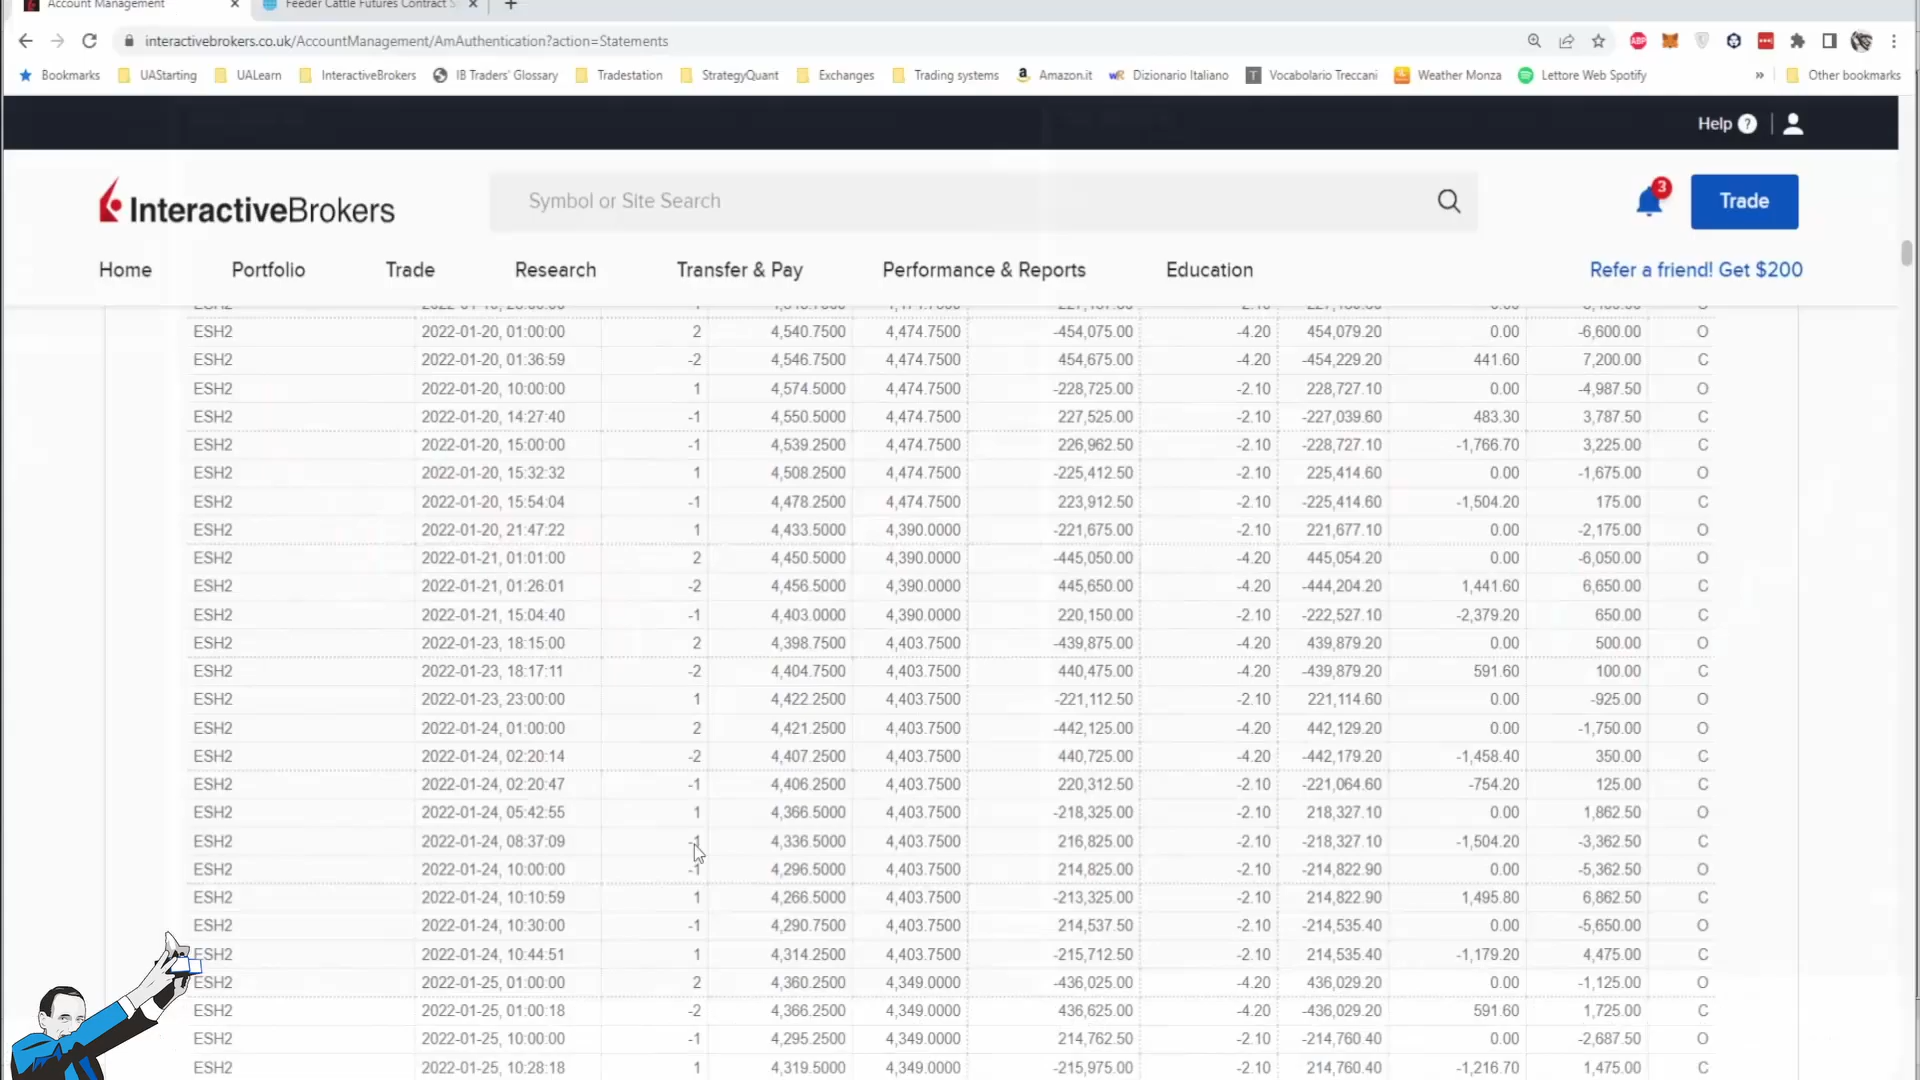 Account Management
Feeder Cattle Futures Contract S
interactivebrokers.co.uk/AccountManagement/AmAuthentication?action=Statements
ABP
Bookmarks UAStarting UALearn InteractiveBrokers IB Traders' Glossary Tradestation StrategyQuant Exchanges Trading systems Amazon.it Dizionario Italiano Vocabolario Treccani Weather Monza Lettore Web Spotify » Other bookmarks
Help ?
InteractiveBrokers
Symbol or Site Search
3
Trade
Home Portfolio Trade Research Transfer & Pay Performance & Reports Education Refer a friend! Get $200
ESH2 2022-01-20, 01:00:00 2 4,540.7500 4,474.7500 -454,075.00 -4.20 454,079.20 0.00 -6,600.00 O
ESH2 2022-01-20, 01:36:59 -2 4,546.7500 4,474.7500 454,675.00 -4.20 -454,229.20 441.60 7,200.00 C
ESH2 2022-01-20, 10:00:00 1 4,574.5000 4,474.7500 -228,725.00 -2.10 228,727.10 0.00 -4,987.50 O
ESH2 2022-01-20, 14:27:40 -1 4,550.5000 4,474.7500 227,525.00 -2.10 -227,039.60 483.30 3,787.50 C
ESH2 2022-01-20, 15:00:00 -1 4,539.2500 4,474.7500 226,962.50 -2.10 -228,727.10 -1,766.70 3,225.00 C
ESH2 2022-01-20, 15:32:32 1 4,508.2500 4,474.7500 -225,412.50 -2.10 225,414.60 0.00 -1,675.00 O
ESH2 2022-01-20, 15:54:04 -1 4,478.2500 4,474.7500 223,912.50 -2.10 -225,414.60 -1,504.20 175.00 C
ESH2 2022-01-20, 21:47:22 1 4,433.5000 4,390.0000 -221,675.00 -2.10 221,677.10 0.00 -2,175.00 O
ESH2 2022-01-21, 01:01:00 2 4,450.5000 4,390.0000 -445,050.00 -4.20 445,054.20 0.00 -6,050.00 O
ESH2 2022-01-21, 01:26:01 -2 4,456.5000 4,390.0000 445,650.00 -4.20 -444,204.20 1,441.60 6,650.00 C
ESH2 2022-01-21, 15:04:40 -1 4,403.0000 4,390.0000 220,150.00 -2.10 -222,527.10 -2,379.20 650.00 C
ESH2 2022-01-23, 18:15:00 2 4,398.7500 4,403.7500 -439,875.00 -4.20 439,879.20 0.00 500.00 O
ESH2 2022-01-23, 18:17:11 -2 4,404.7500 4,403.7500 440,475.00 -4.20 -439,879.20 591.60 100.00 C
ESH2 2022-01-23, 23:00:00 1 4,422.2500 4,403.7500 -221,112.50 -2.10 221,114.60 0.00 -925.00 O
ESH2 2022-01-24, 01:00:00 2 4,421.2500 4,403.7500 -442,125.00 -4.20 442,129.20 0.00 -1,750.00 O
ESH2 2022-01-24, 02:20:14 -2 4,407.2500 4,403.7500 440,725.00 -4.20 -442,179.20 -1,458.40 350.00 C
ESH2 2022-01-24, 02:20:47 -1 4,406.2500 4,403.7500 220,312.50 -2.10 -221,064.60 -754.20 125.00 C
ESH2 2022-01-24, 05:42:55 1 4,366.5000 4,403.7500 -218,325.00 -2.10 218,327.10 0.00 1,862.50 O
ESH2 2022-01-24, 08:37:09 -1 4,336.5000 4,403.7500 216,825.00 -2.10 -218,327.10 -1,504.20 -3,362.50 C
ESH2 2022-01-24, 10:00:00 -1 4,296.5000 4,403.7500 214,825.00 -2.10 -214,822.90 0.00 -5,362.50 O
ESH2 2022-01-24, 10:10:59 1 4,266.5000 4,403.7500 -213,325.00 -2.10 214,822.90 1,495.80 6,862.50 C
ESH2 2022-01-24, 10:30:00 -1 4,290.7500 4,403.7500 214,537.50 -2.10 -214,535.40 0.00 -5,650.00 O
ESH2 2022-01-24, 10:44:51 1 4,314.2500 4,403.7500 -215,712.50 -2.10 214,535.40 -1,179.20 4,475.00 C
ESH2 2022-01-25, 01:00:00 2 4,360.2500 4,349.0000 -436,025.00 -4.20 436,029.20 0.00 -1,125.00 O
ESH2 2022-01-25, 01:00:18 -2 4,366.2500 4,349.0000 436,625.00 -4.20 -436,029.20 591.60 1,725.00 C
ESH2 2022-01-25, 10:00:00 -1 4,295.2500 4,349.0000 214,762.50 -2.10 -214,760.40 0.00 -2,687.50 O
ESH2 2022-01-25, 10:28:18 1 4,319.5000 4,349.0000 -215,975.00 -2.10 214,760.40 -1,216.70 1,475.00 C